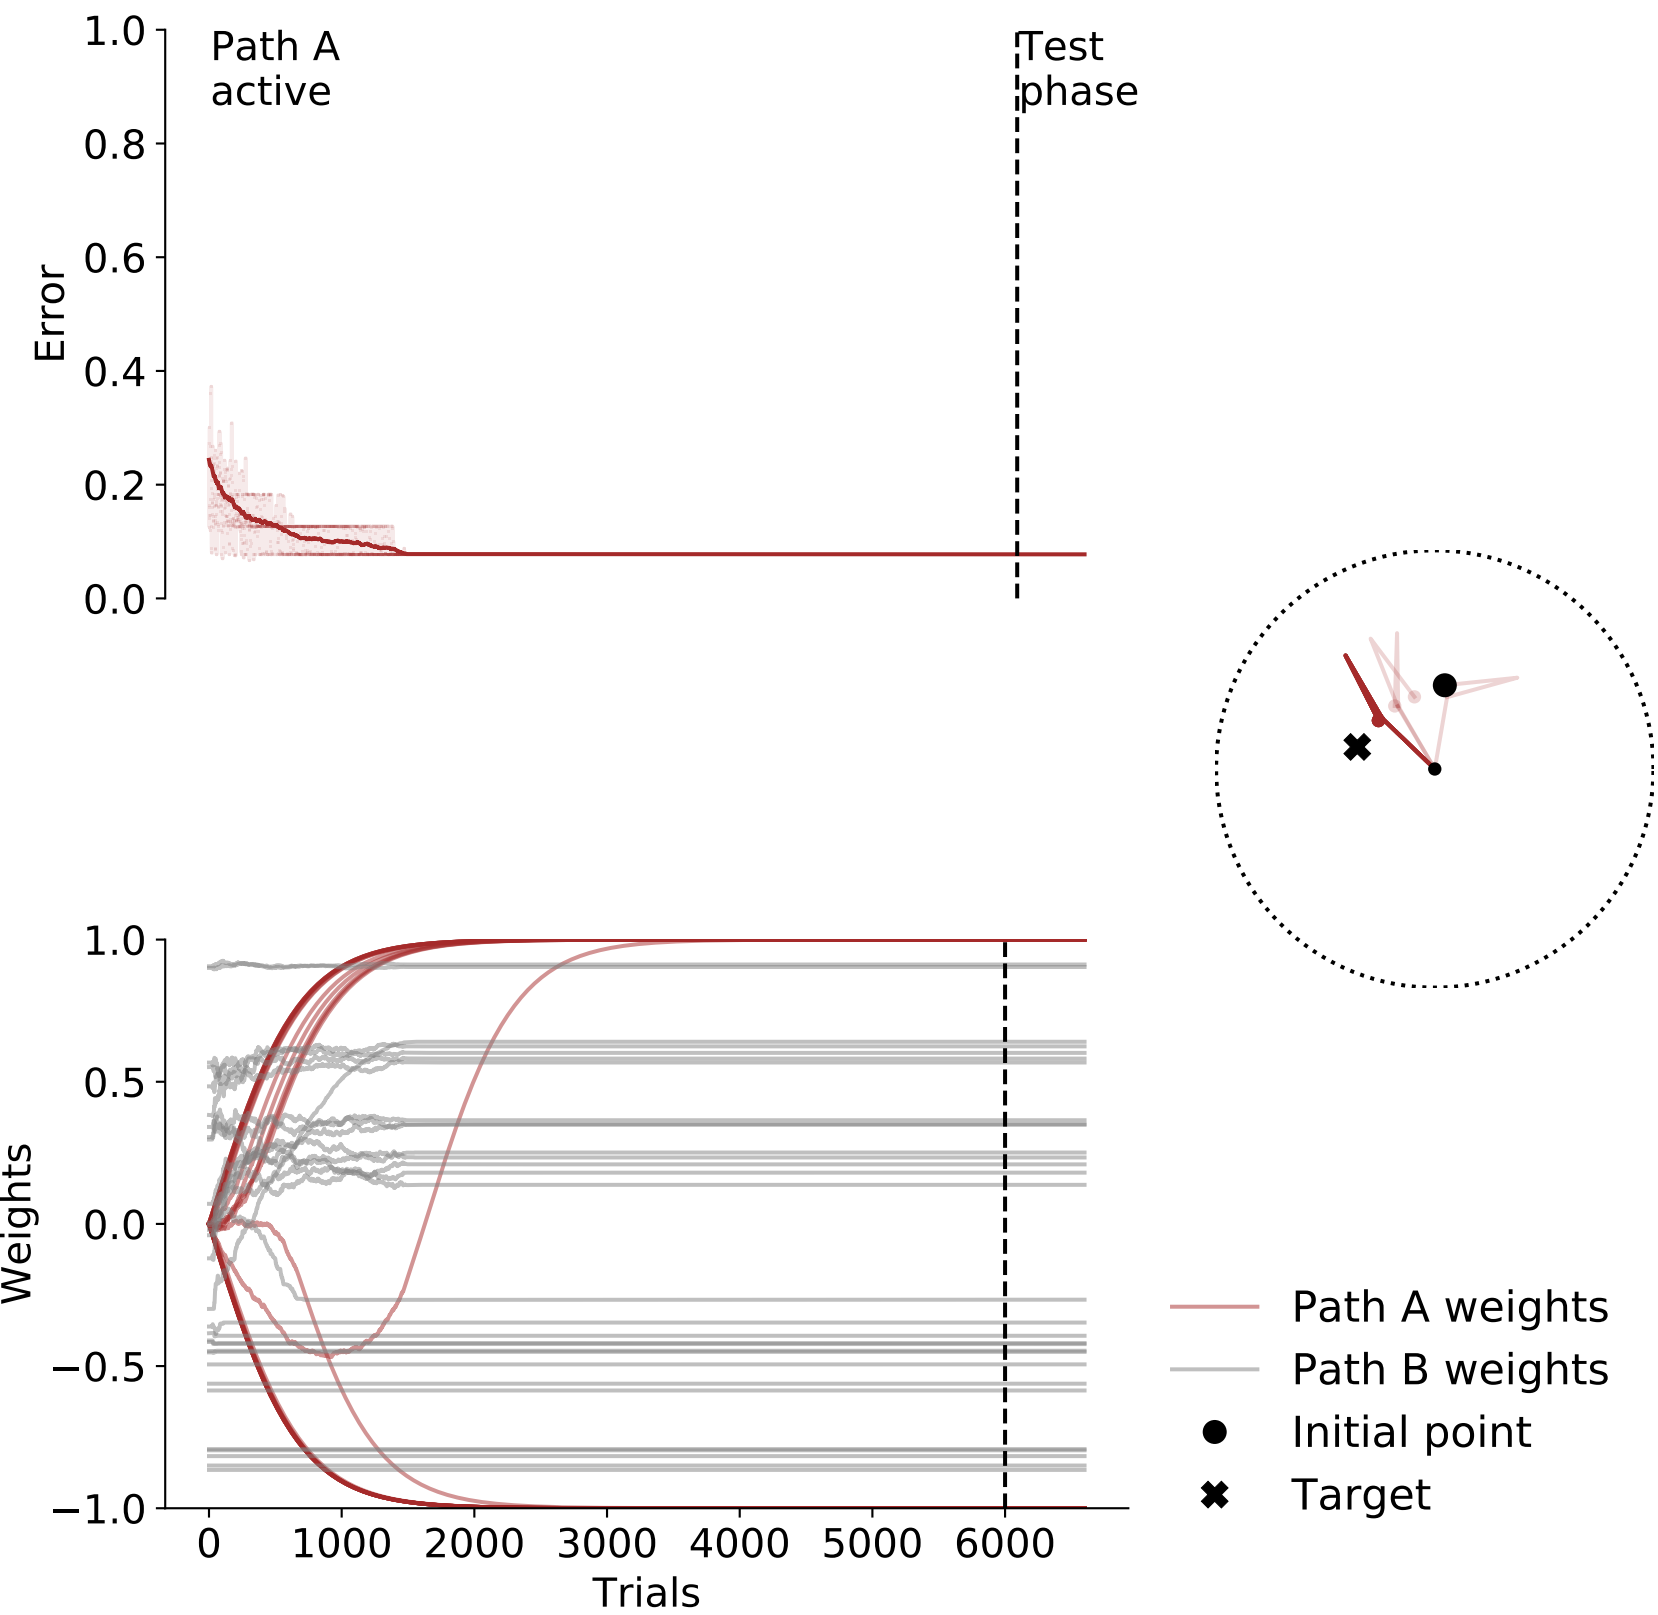 1.0
Path A
active
Test
phase
0.8
0.6
0.4
0.2
0.0
Error
1.0
0.5
0.0
−0.5
−1.0
Weights
0 1000 2000 3000 4000 5000 6000
Trials
Path A weights
Path B weights
Initial point
Target